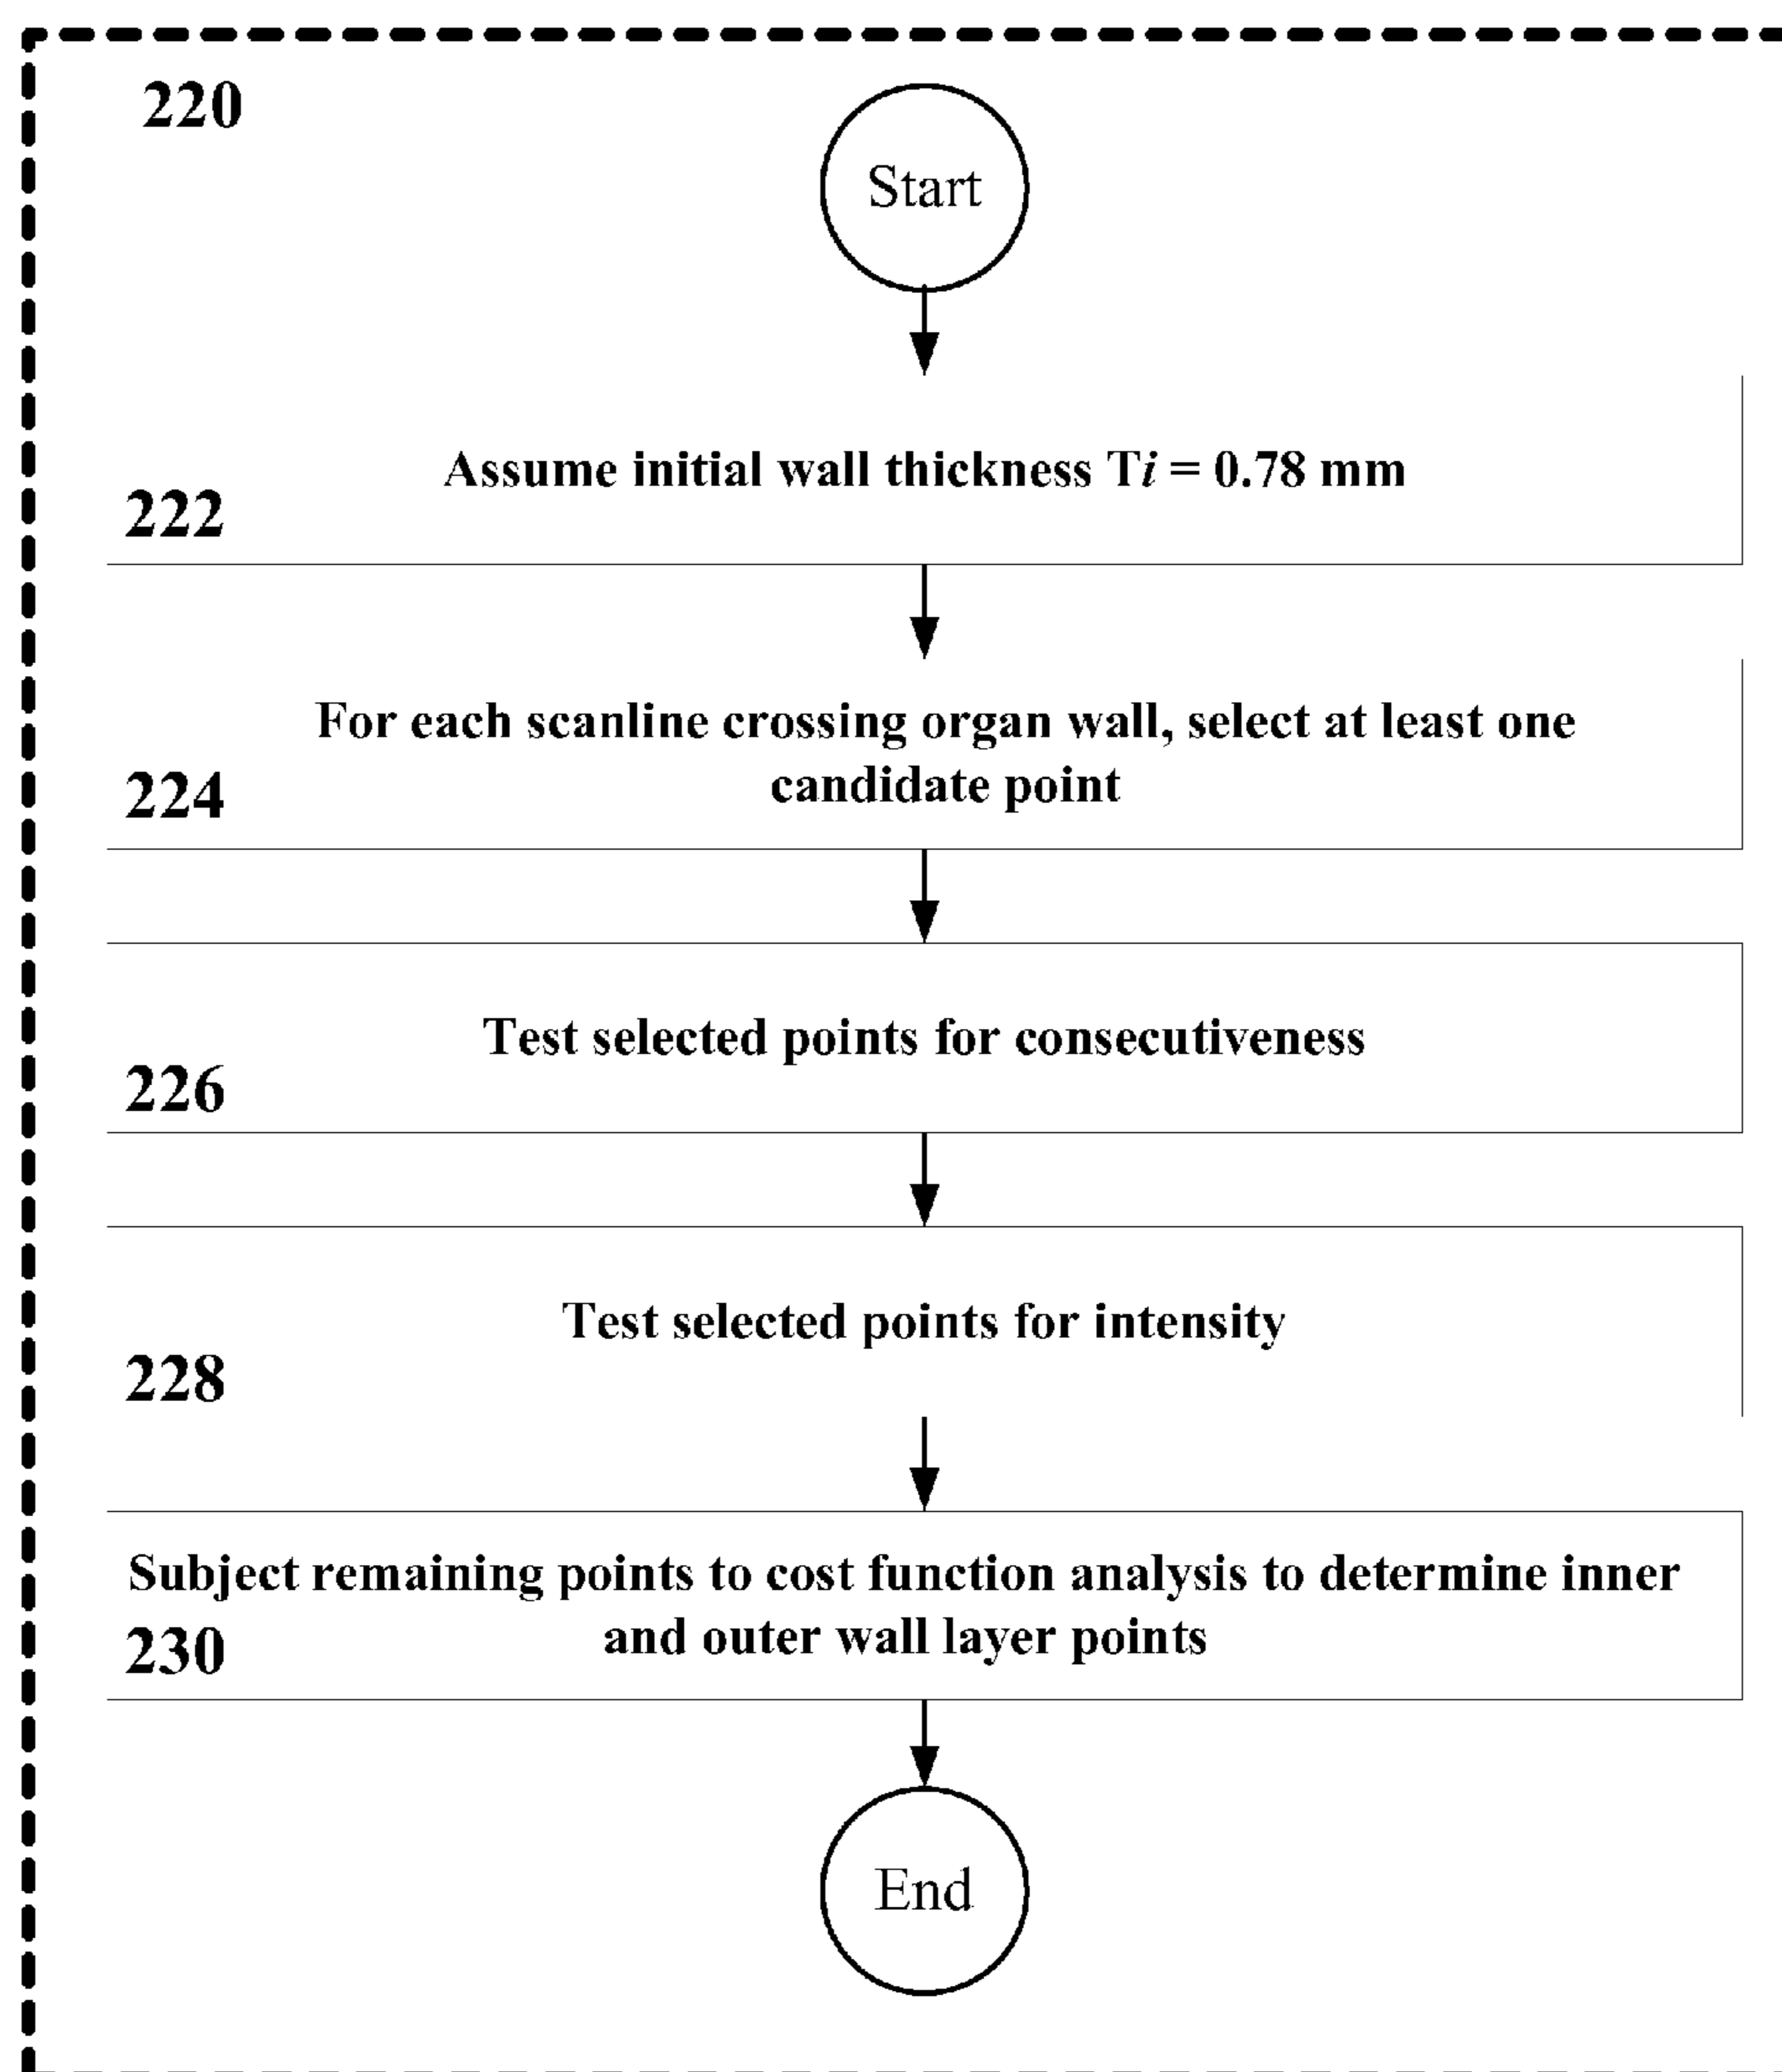 220
Start
Assume initial wall thickness Ti = 0.78 mm
222
For each scanline crossing organ wall, select at least one
candidate point
224
Test selected points for consecutiveness
226
Test selected points for intensity
228
Subject remaining points to cost function analysis to determine inner
and outer wall layer points
230
End